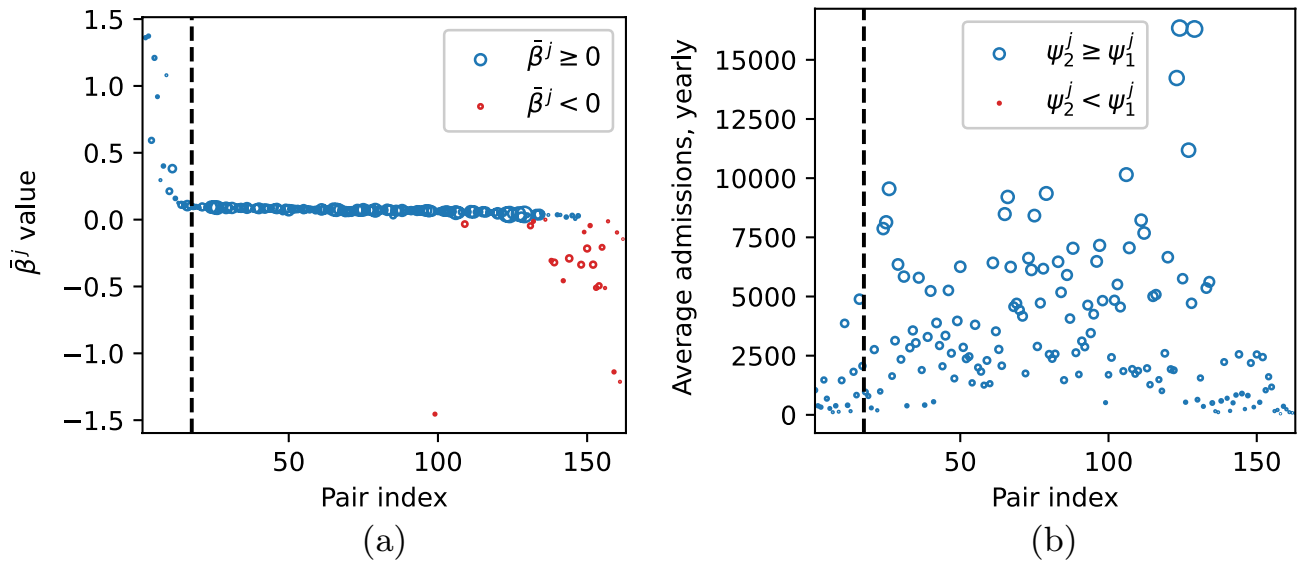 1.5
1.0
0.5
0.0
−0.5
−1.0
−1.5
β̄ʲ value
β̄ʲ ≥ 0
β̄ʲ < 0
50
100
150
Pair index
(a)
15000
12500
10000
7500
5000
2500
0
Average admissions, yearly
ψ₂ʲ ≥ ψ₁ʲ
ψ₂ʲ < ψ₁ʲ
50
100
150
Pair index
(b)